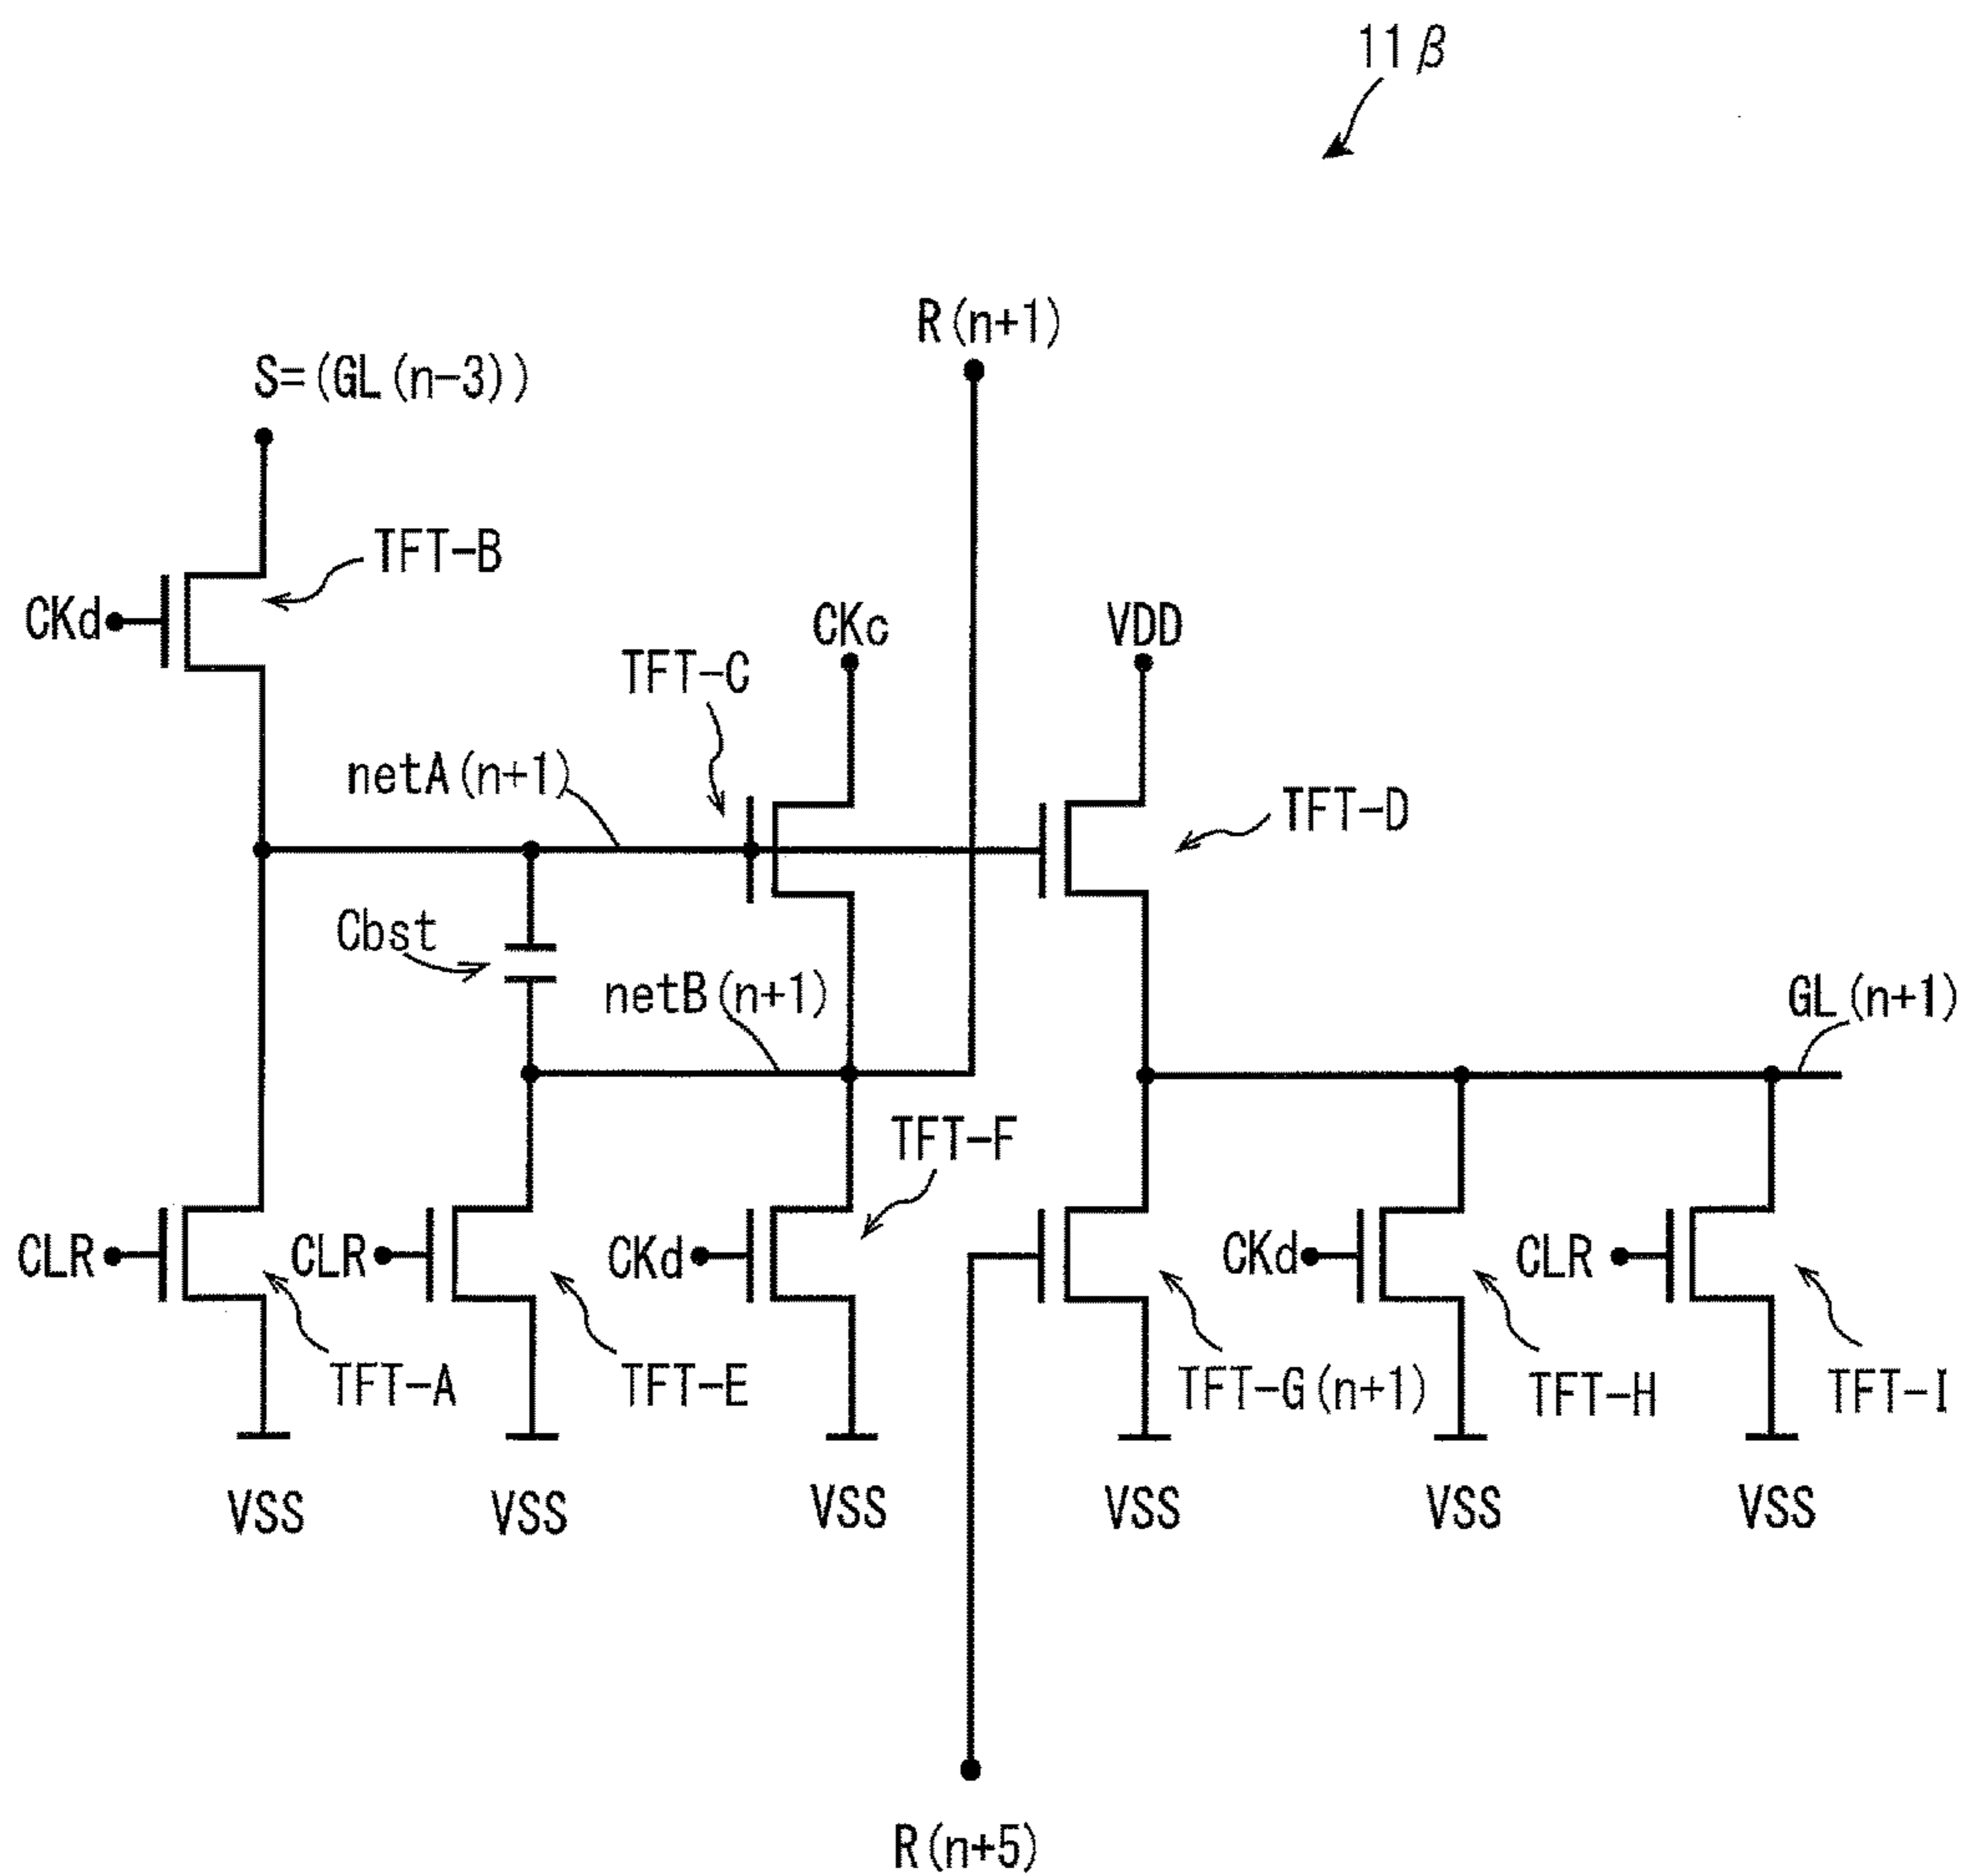 11β
R(n+1)
S=(GL(n-3))
TFT-B
CKd
CKc
VDD
TFT-C
netA(n+1)
TFT-D
Cbst
netB(n+1)
GL(n+1)
TFT-F
CLR
CLR
CKd
CKd
CLR
TFT-A
TFT-E
TFT-G(n+1)
TFT-H
TFT-I
VSS
VSS
VSS
VSS
VSS
VSS
R(n+5)